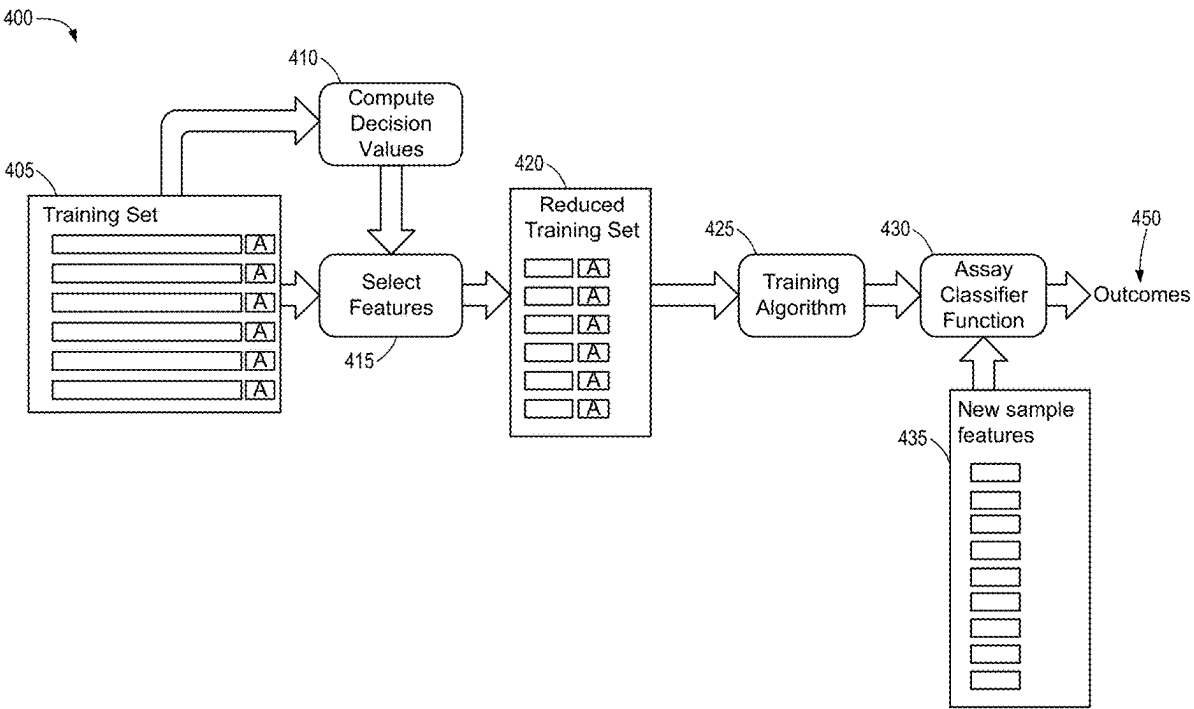 400
410
Compute
Decision
Values
405
Training Set
A
A
A
A
A
A
Select
Features
415
420
Reduced
Training Set
A
A
A
A
A
A
425
Training
Algorithm
430
Assay
Classifier
Function
450
Outcomes
435
New sample
features